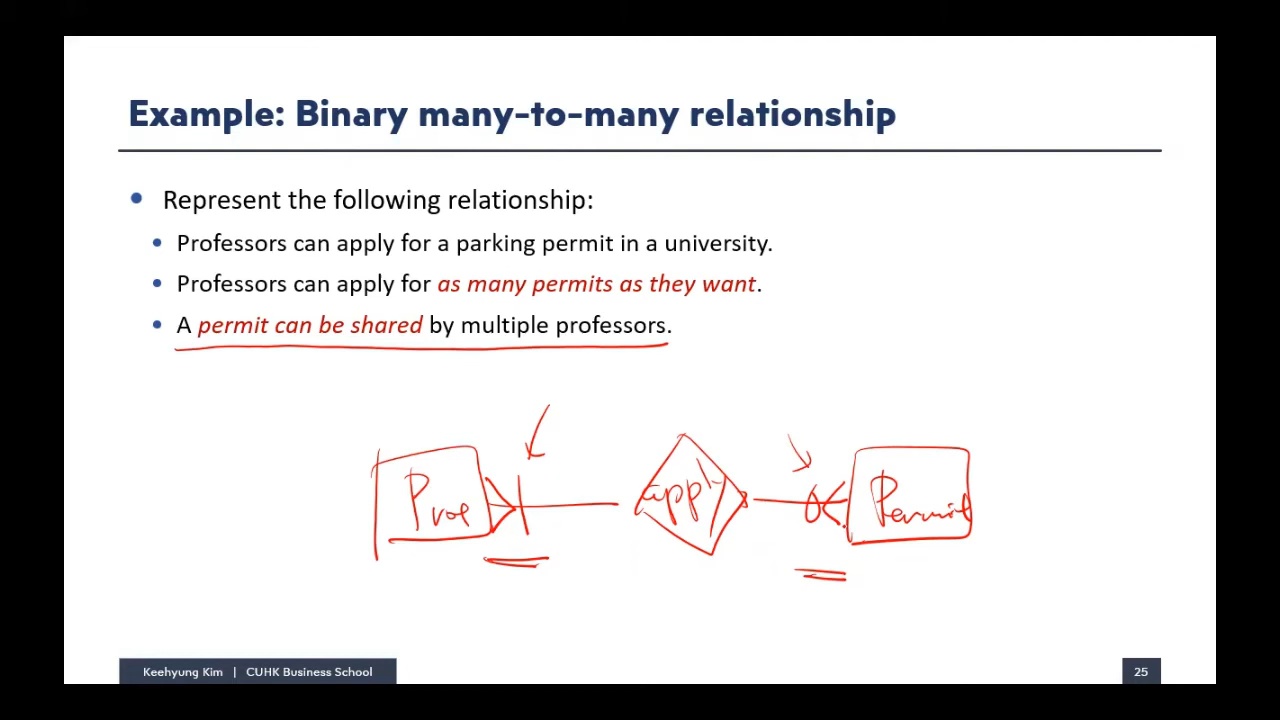 Example: Binary many-to-many relationship
Represent the following relationship:
Professors can apply for a parking permit in a university.
Professors can apply for as many permits as they want.
A permit can be shared by multiple professors.
Prof apply Permit
Keehyung Kim | CUHK Business School 25